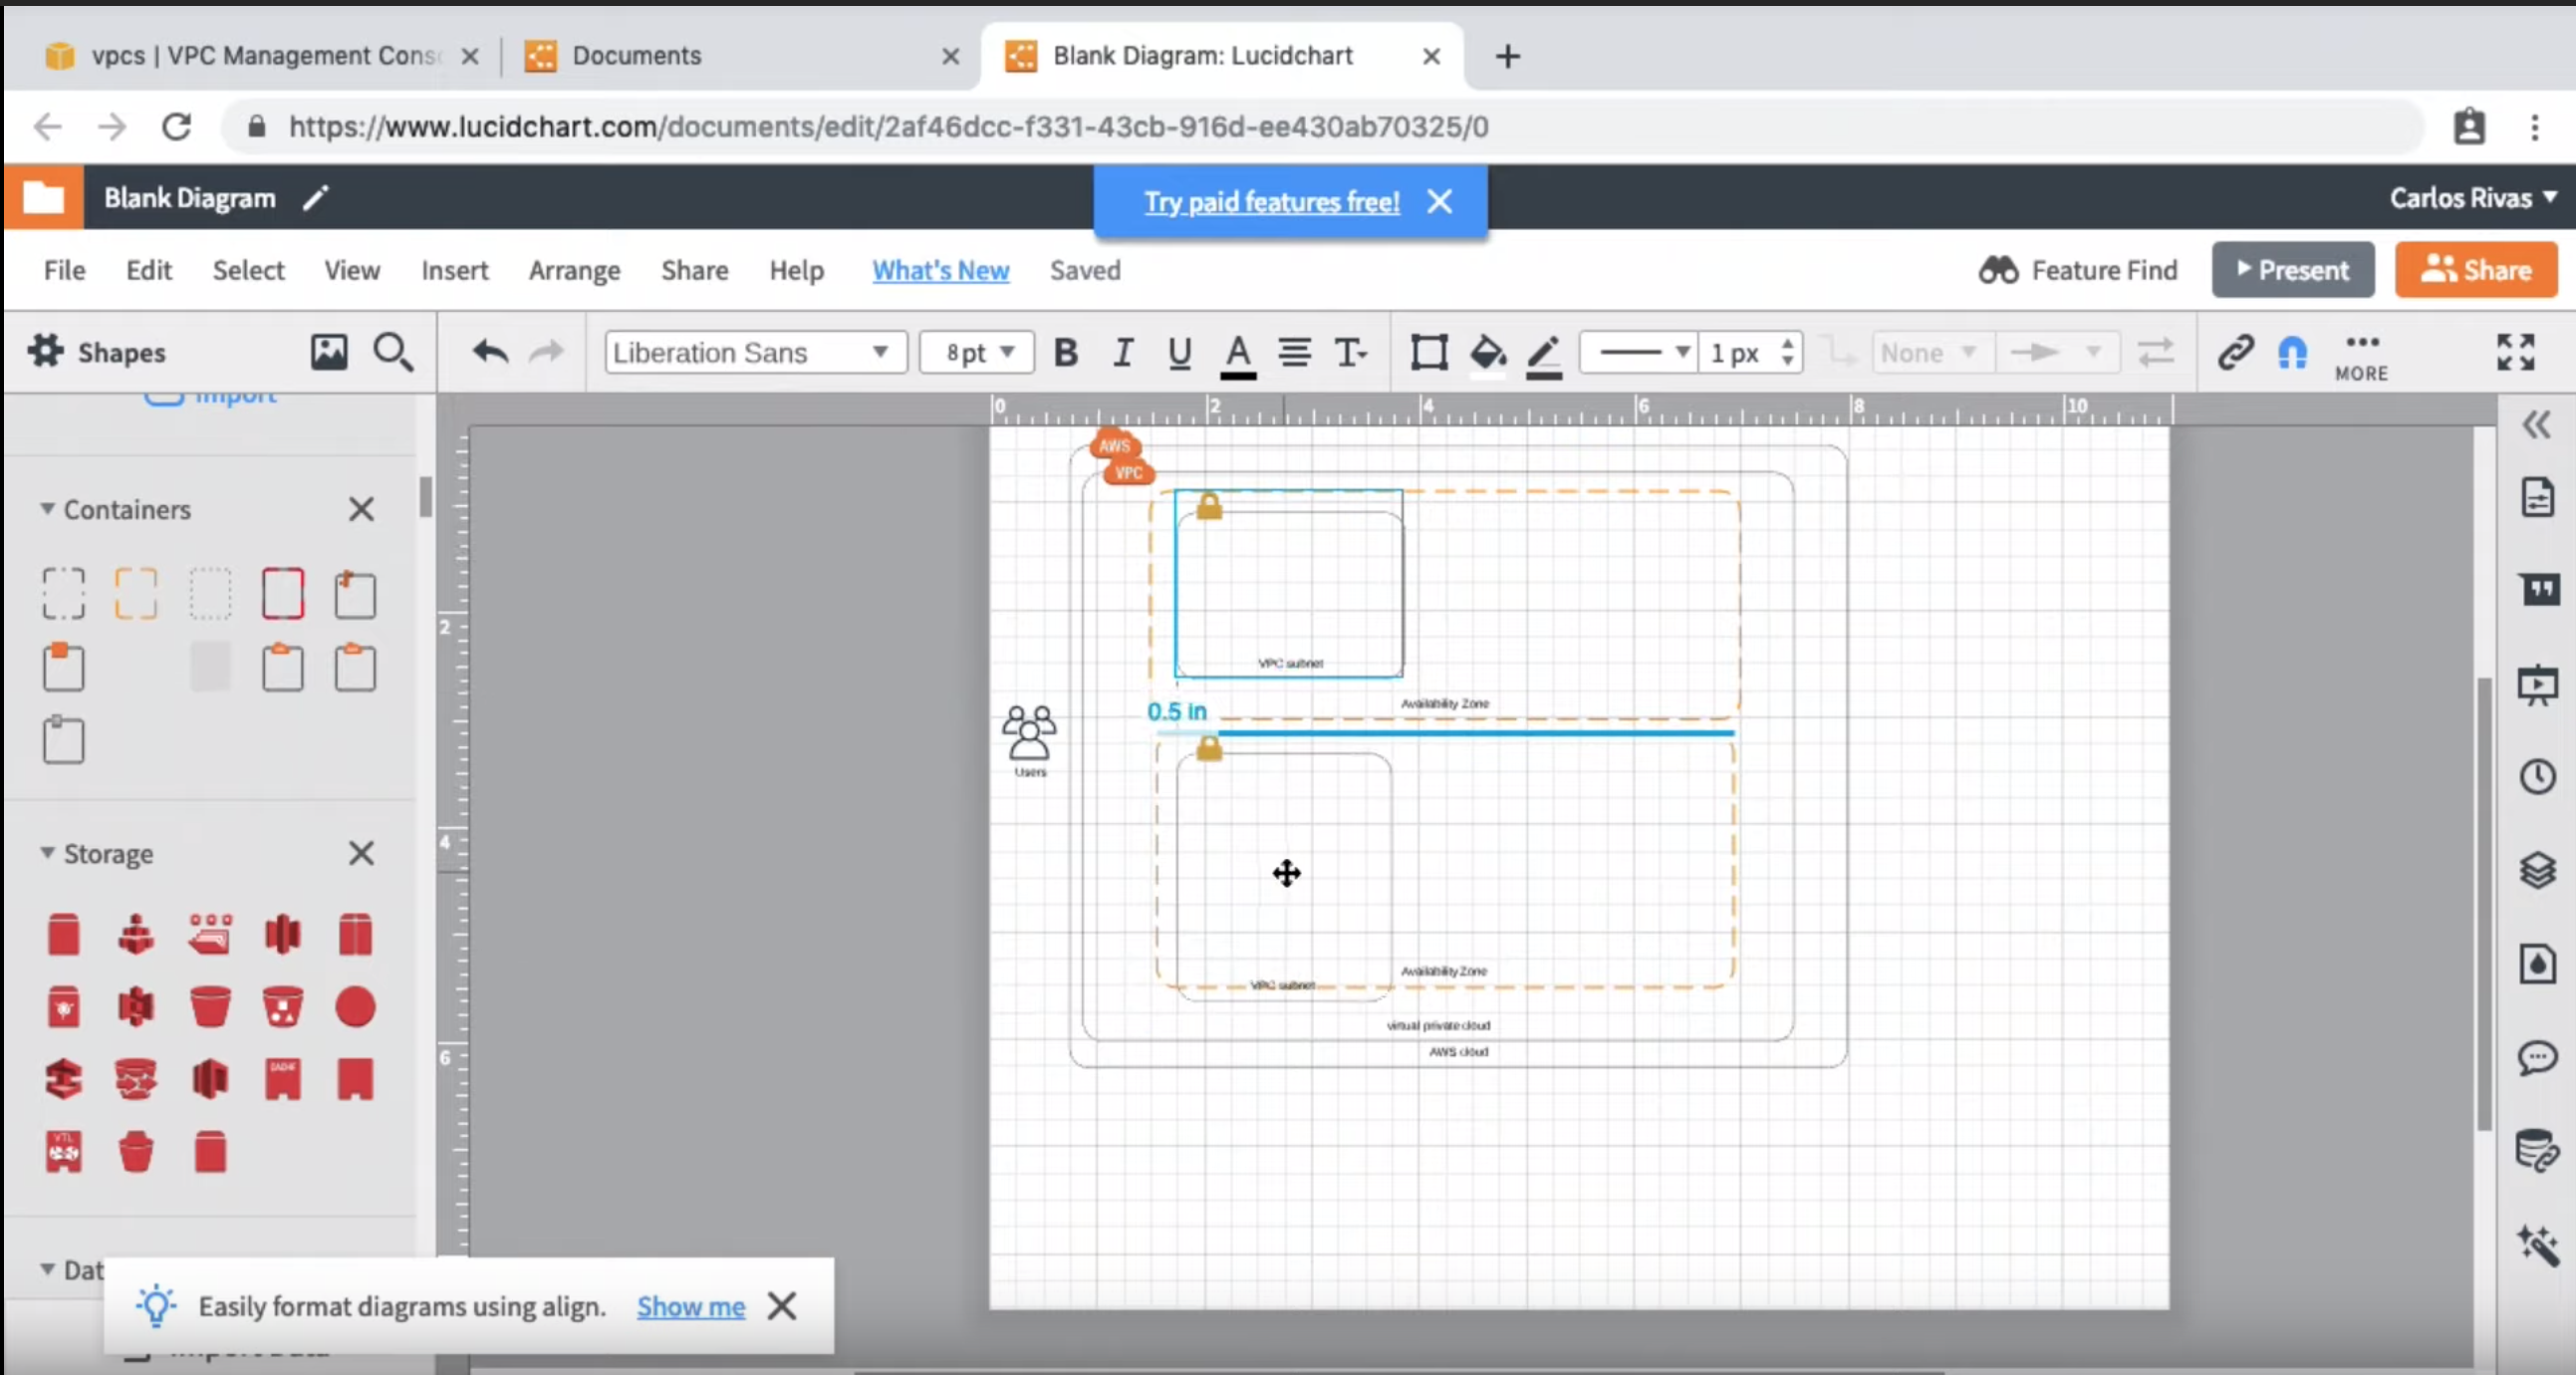 vpcs | VPC Management Cons
Documents
Blank Diagram: Lucidchart
https://www.lucidchart.com/documents/edit/2af46dcc-f331-43cb-916d-ee430ab70325/0
Blank Diagram
Try paid features free!
Carlos Rivas
File Edit Select View Insert Arrange Share Help What's New Saved
Feature Find
Present
Share
Shapes
Liberation Sans
8 pt
B I U A T
1 px
None
MORE
Import
0 2 4 6 8 10
AWS
VPC
Containers
VPC subnet
2
Availability Zone
0.5 in
Users
Storage
4
Availability Zone
VPC subnet
virtual private cloud
AWS cloud
6
CACHE
VTL
Dat
Easily format diagrams using align. Show me
Import Data